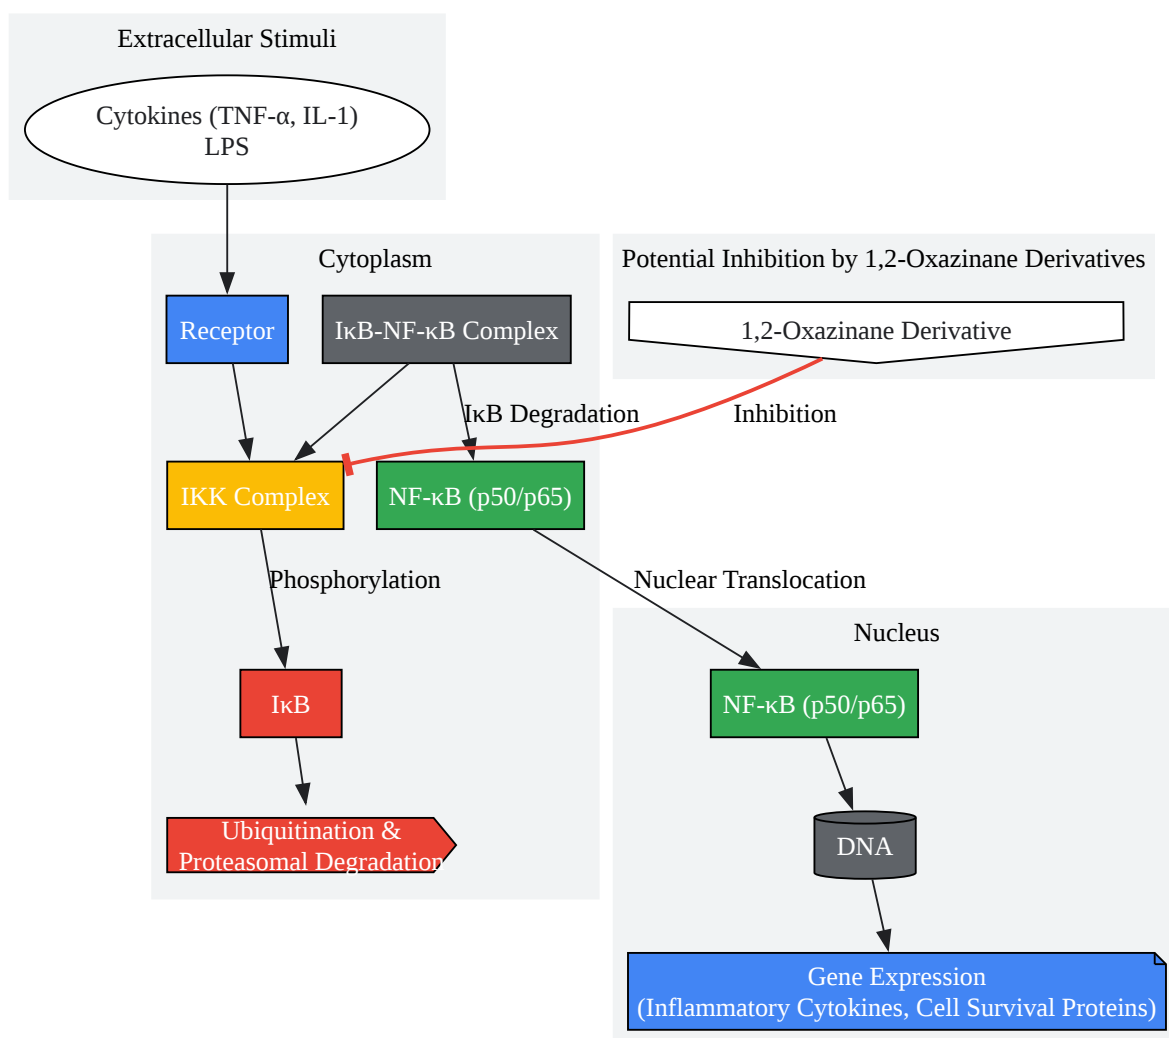 Extracellular Stimuli
Cytokines (TNF-α, IL-1)
LPS
Cytoplasm
Potential Inhibition by 1,2-Oxazinane Derivatives
Receptor
IκB-NF-κB Complex
1,2-Oxazinane Derivative
IκB Degradation
Inhibition
IKK Complex
NF-κB (p50/p65)
Phosphorylation
Nuclear Translocation
Nucleus
IκB
NF-κB (p50/p65)
Ubiquitination &
Proteasomal Degradation
DNA
Gene Expression
(Inflammatory Cytokines, Cell Survival Proteins)